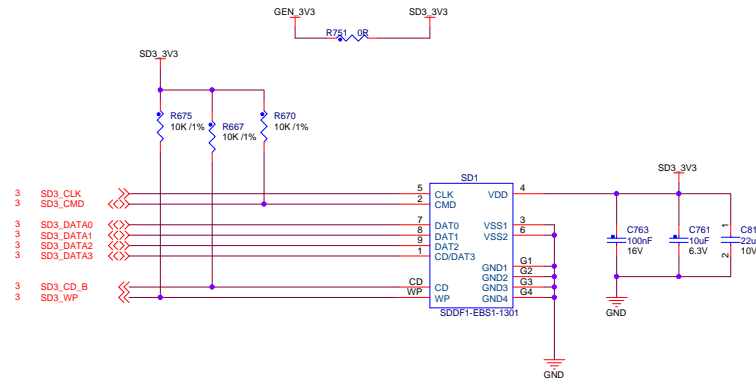 GEN_3V3 SD3_3V3
R751 0R
SD3_3V3 SD3_3V3
R675
10K /1%
R667
10K /1%
R670
10K /1%
SD1
SDDF1-EBS1-1301
3 SD3_CLK 5 CLK VDD 4
3 SD3_CMD 2 CMD
3 SD3_DATA0 7 DAT0 VSS1 3
3 SD3_DATA1 8 DAT1 VSS2 6
3 SD3_DATA2 9 DAT2
3 SD3_DATA3 1 CD/DAT3 GND1 G1
GND2 G2
3 SD3_CD_B CD CD GND3 G3
3 SD3_WP WP WP GND4 G4
C763
100nF
16V
C761
10uF
6.3V
1
C81
22u
10V
2
GND
GND